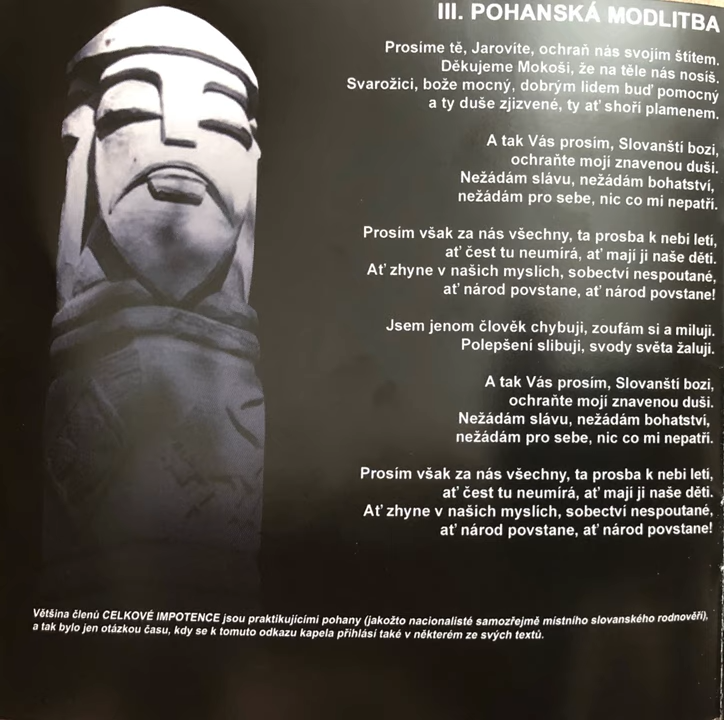 III. POHANSKÁ MODLITBA
Prosíme tě, Jarovíte, ochraň nás svojím štítem.
Děkujeme Mokoši, že na těle nás nosíš.
Svarožici, bože mocný, dobrým lidem buď pomocný
a ty duše zjizvené, ty ať shoří plamenem.
A tak Vás prosím, Slovanští bozi,
ochraňte moji znavenou duši.
Nežádám slávu, nežádám bohatství,
nežádám pro sebe, nic co mi nepatří.
Prosím však za nás všechny, ta prosba k nebi letí,
ať čest tu neumírá, ať mají ji naše děti.
Ať zhyne v našich myslích, sobectví nespoutané,
ať národ povstane, ať národ povstane!
Jsem jenom člověk chybuji, zoufám si a miluji.
Polepšení slibuji, svody světa žaluji.
A tak Vás prosím, Slovanští bozi,
ochraňte moji znavenou duši.
Nežádám slávu, nežádám bohatství,
nežádám pro sebe, nic co mi nepatří.
Prosím však za nás všechny, ta prosba k nebi letí,
ať čest tu neumírá, ať mají ji naše děti.
Ať zhyne v našich myslích, sobectví nespoutané,
ať národ povstane, ať národ povstane!
Většina členů CELKOVÉ IMPOTENCE jsou praktikujícími pohany (jakožto nacionalisté samozřejmě místního slovanského rodnověří),
a tak bylo jen otázkou času, kdy se k tomuto odkazu kapela přihlásí také v některém ze svých textů.